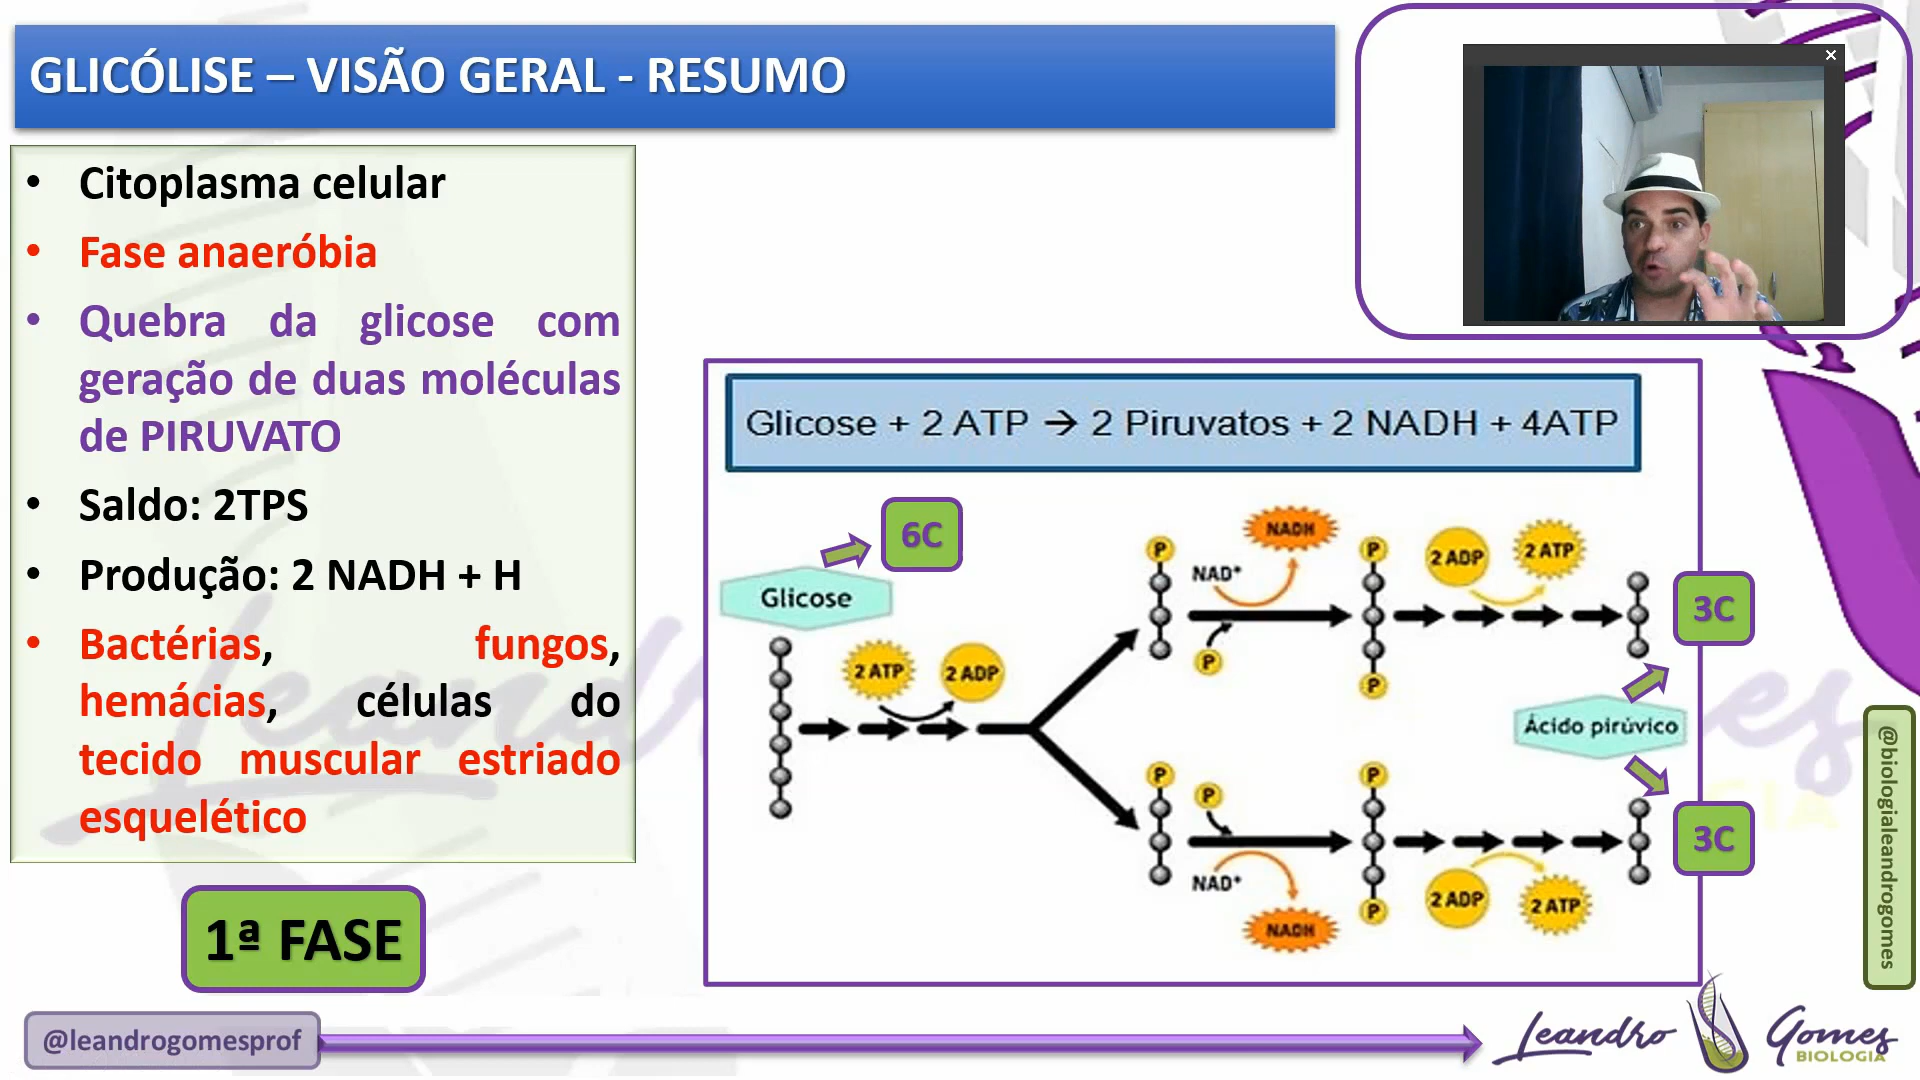 GLICÓLISE – VISÃO GERAL - RESUMO
• Citoplasma celular
• Fase anaeróbia
• Quebra da glicose com
geração de duas moléculas
de PIRUVATO
• Saldo: 2TPS
• Produção: 2 NADH + H
• Bactérias, fungos,
hemácias, células do
tecido muscular estriado
esquelético
1ª FASE
Glicose + 2 ATP → 2 Piruvatos + 2 NADH + 4ATP
6C
Glicose
2 ATP
2 ADP
P
NAD+
NADH
P
P
2 ADP
2 ATP
P
3C
Ácido pirúvico
P
P
NAD+
NADH
P
2 ADP
2 ATP
P
3C
@biologialeandrogomes
@leandrogomesprof
Leandro Gomes
BIOLOGIA